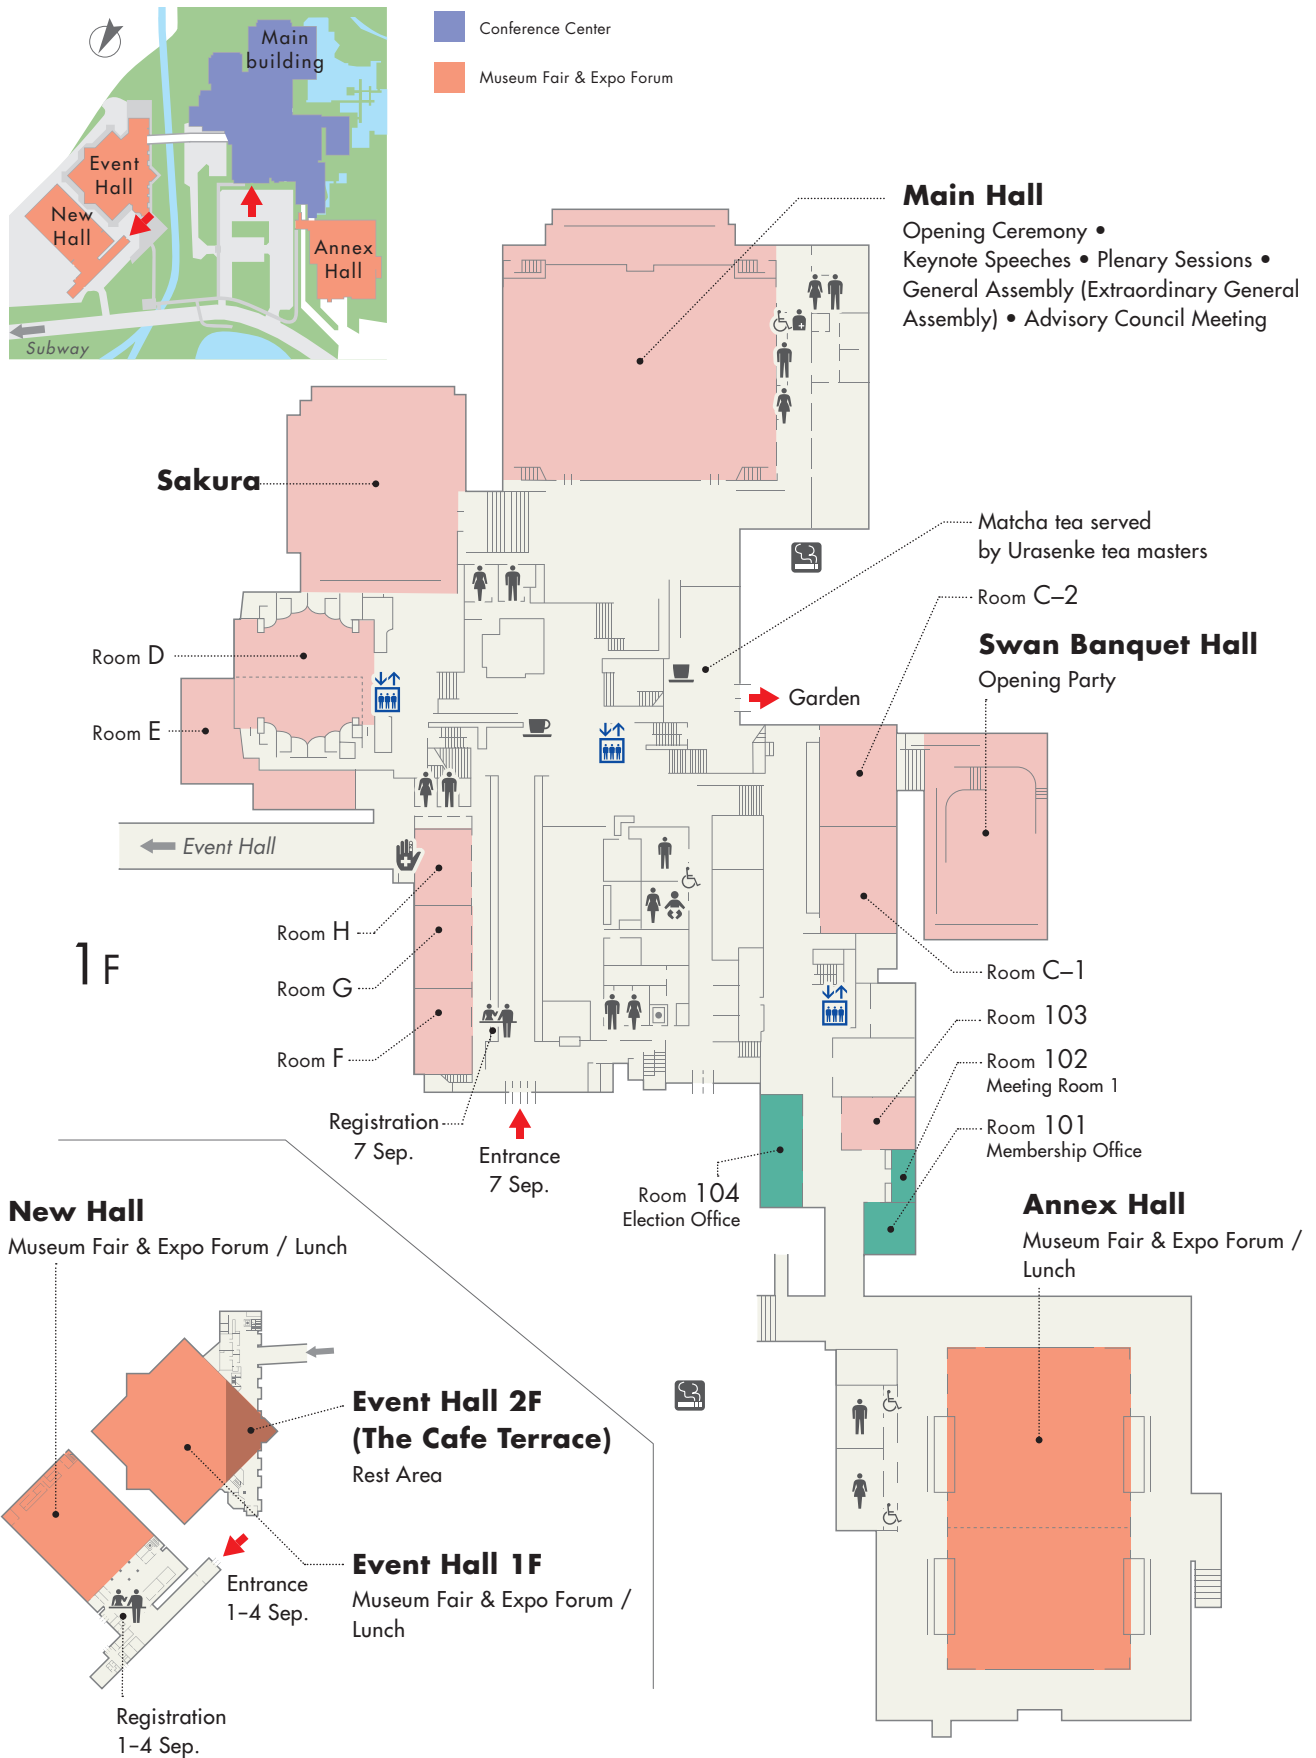 Main
building
Event
Hall
New
Hall
Annex
Hall
Subway
Conference Center
Museum Fair & Expo Forum
Main Hall
Opening Ceremony •
Keynote Speeches • Plenary Sessions •
General Assembly (Extraordinary General
Assembly) • Advisory Council Meeting
Sakura
Matcha tea served
by Urasenke tea masters
Room C–2
Swan Banquet Hall
Opening Party
Room D
Garden
Room E
Event Hall
Room H
1F
Room G
Room C–1
Room 103
Room F
Room 102
Meeting Room 1
Registration
7 Sep.
Entrance
7 Sep.
Room 101
Membership Office
Room 104
Election Office
New Hall
Museum Fair & Expo Forum / Lunch
Annex Hall
Museum Fair & Expo Forum /
Lunch
Event Hall 2F
(The Cafe Terrace)
Rest Area
Event Hall 1F
Museum Fair & Expo Forum /
Lunch
Entrance
1–4 Sep.
Registration
1–4 Sep.